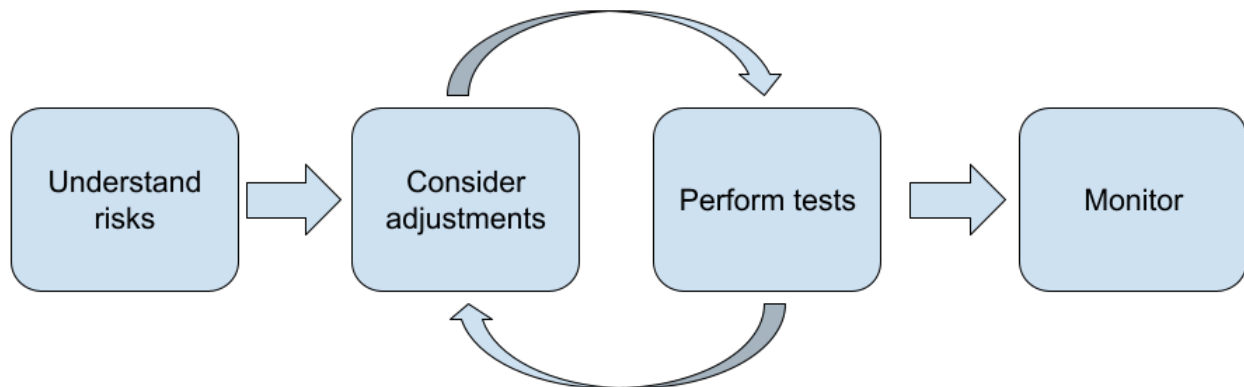 Understand
risks
Consider
adjustments
Perform tests
Monitor